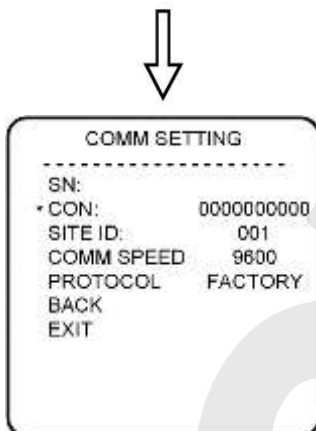 COMM SETTING
SN:
*CON: 0000000000
SITE ID: 001
COMM SPEED 9600
PROTOCOL FACTORY
BACK
EXIT